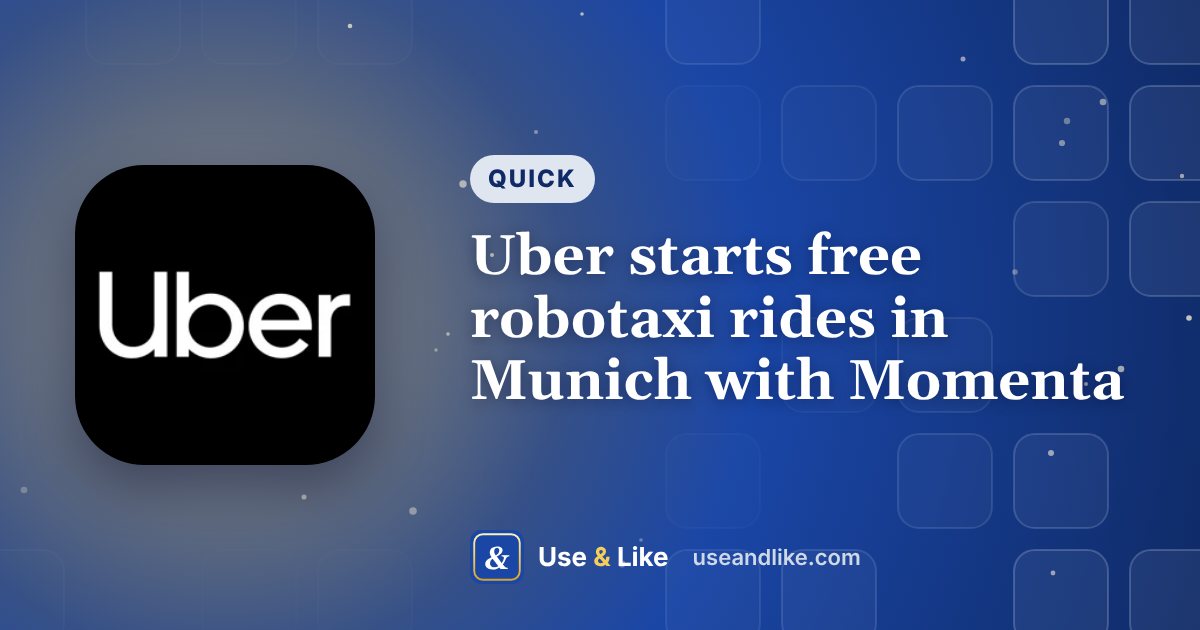 Uber
QUICK
Uber starts free
robotaxi rides in
Munich with Momenta
& Use & Like useandlike.com